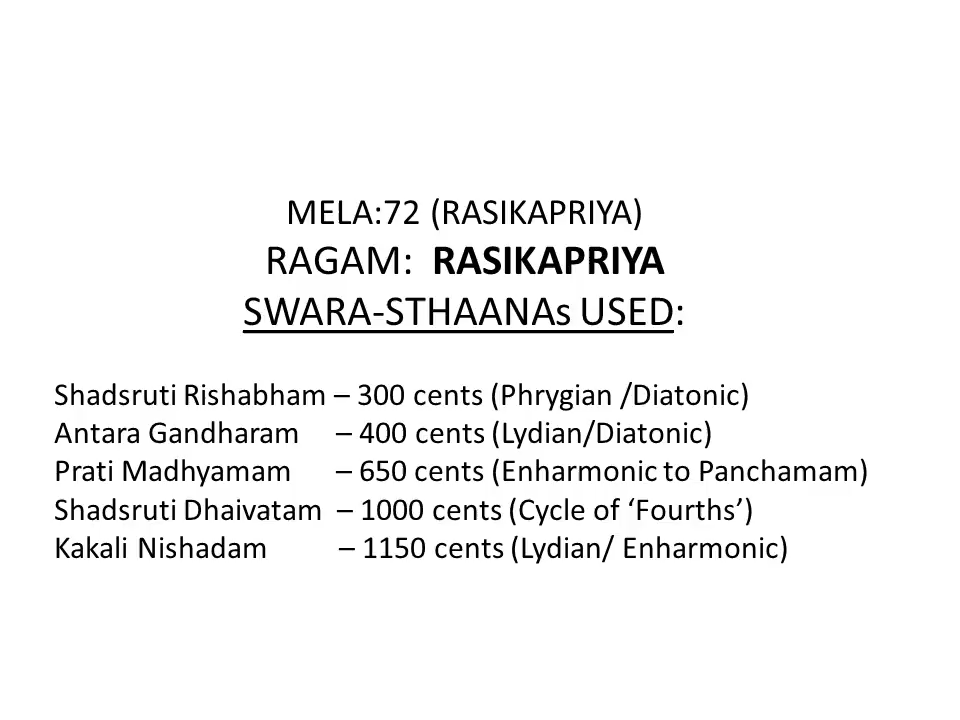 MELA:72 (RASIKAPRIYA)
RAGAM: RASIKAPRIYA
SWARA-STHAANAs USED:
Shadsruti Rishabham – 300 cents (Phrygian /Diatonic)
Antara Gandharam – 400 cents (Lydian/Diatonic)
Prati Madhyamam – 650 cents (Enharmonic to Panchamam)
Shadsruti Dhaivatam – 1000 cents (Cycle of ‘Fourths’)
Kakali Nishadam – 1150 cents (Lydian/ Enharmonic)